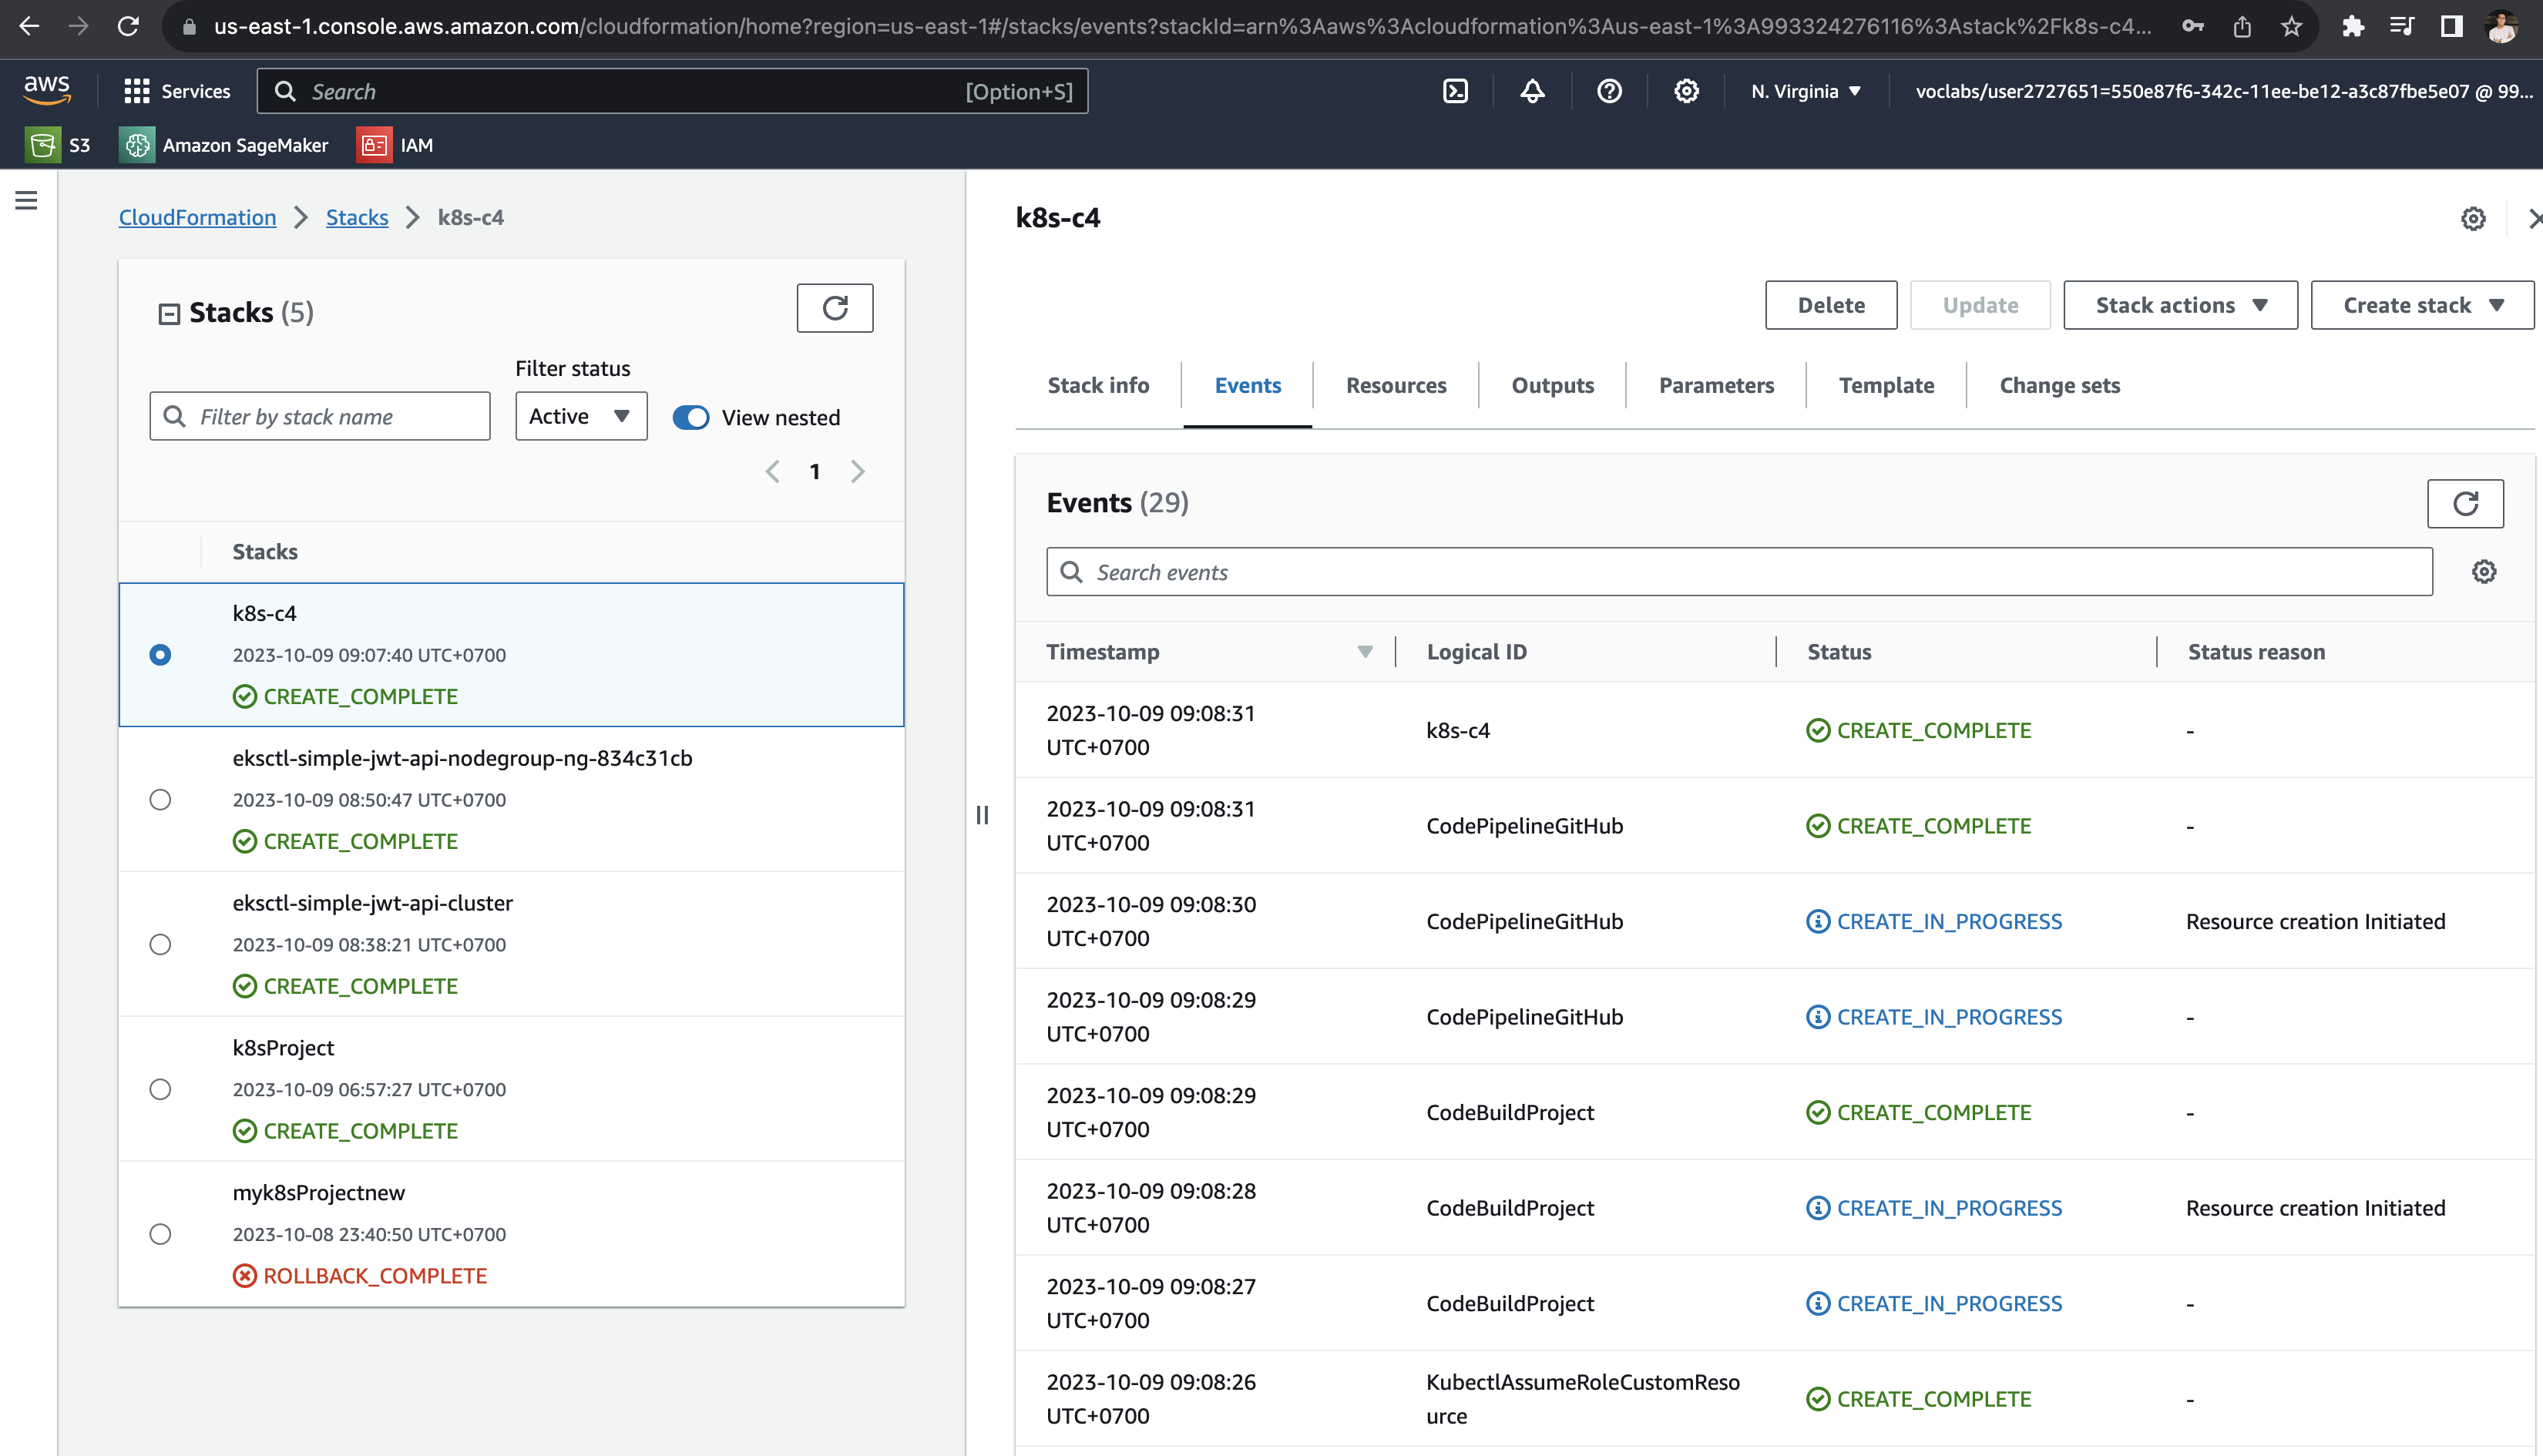 us-east-1.console.aws.amazon.com/cloudformation/home?region=us-east-1#/stacks/events?stackId=arn%3Aaws%3Acloudformation%3Aus-east-1%3A993324276116%3Astack%2Fk8s-c4...
aws
Services
Search
[Option+S]
N. Virginia
voclabs/user2727651=550e87f6-342c-11ee-be12-a3c87fbe5e07 @ 99...
S3
Amazon SageMaker
IAM
CloudFormation
Stacks
k8s-c4
Stacks (5)
Filter status
Filter by stack name
Active
View nested
1
Stacks
k8s-c4
2023-10-09 09:07:40 UTC+0700
CREATE_COMPLETE
eksctl-simple-jwt-api-nodegroup-ng-834c31cb
2023-10-09 08:50:47 UTC+0700
CREATE_COMPLETE
eksctl-simple-jwt-api-cluster
2023-10-09 08:38:21 UTC+0700
CREATE_COMPLETE
k8sProject
2023-10-09 06:57:27 UTC+0700
CREATE_COMPLETE
myk8sProjectnew
2023-10-08 23:40:50 UTC+0700
ROLLBACK_COMPLETE
k8s-c4
Delete
Update
Stack actions
Create stack
Stack info
Events
Resources
Outputs
Parameters
Template
Change sets
Events (29)
Search events
Timestamp
Logical ID
Status
Status reason
2023-10-09 09:08:31
UTC+0700
k8s-c4
CREATE_COMPLETE
-
2023-10-09 09:08:31
UTC+0700
CodePipelineGitHub
CREATE_COMPLETE
-
2023-10-09 09:08:30
UTC+0700
CodePipelineGitHub
CREATE_IN_PROGRESS
Resource creation Initiated
2023-10-09 09:08:29
UTC+0700
CodePipelineGitHub
CREATE_IN_PROGRESS
-
2023-10-09 09:08:29
UTC+0700
CodeBuildProject
CREATE_COMPLETE
-
2023-10-09 09:08:28
UTC+0700
CodeBuildProject
CREATE_IN_PROGRESS
Resource creation Initiated
2023-10-09 09:08:27
UTC+0700
CodeBuildProject
CREATE_IN_PROGRESS
-
2023-10-09 09:08:26
UTC+0700
KubectlAssumeRoleCustomReso
urce
CREATE_COMPLETE
-